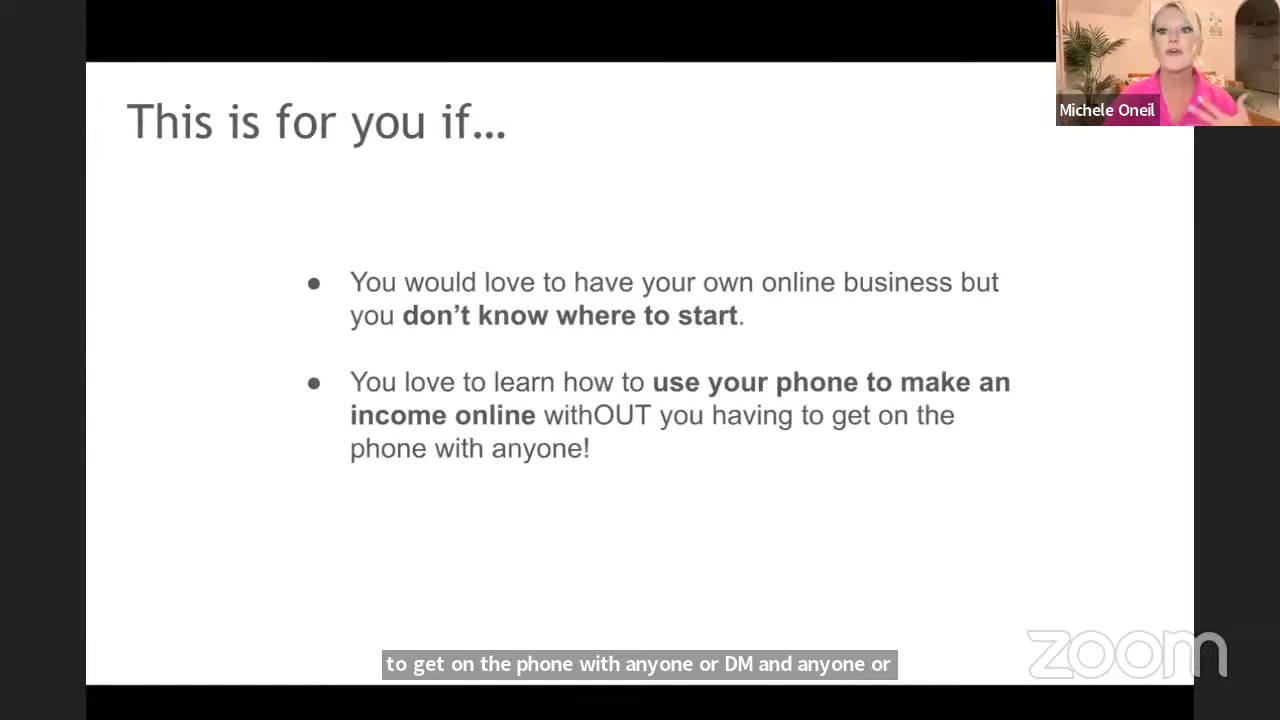 This is for you if...
Michele Oneil
● You would love to have your own online business but
you don't know where to start.
● You love to learn how to use your phone to make an
income online withOUT you having to get on the
phone with anyone!
to get on the phone with anyone or DM and anyone or
zoom